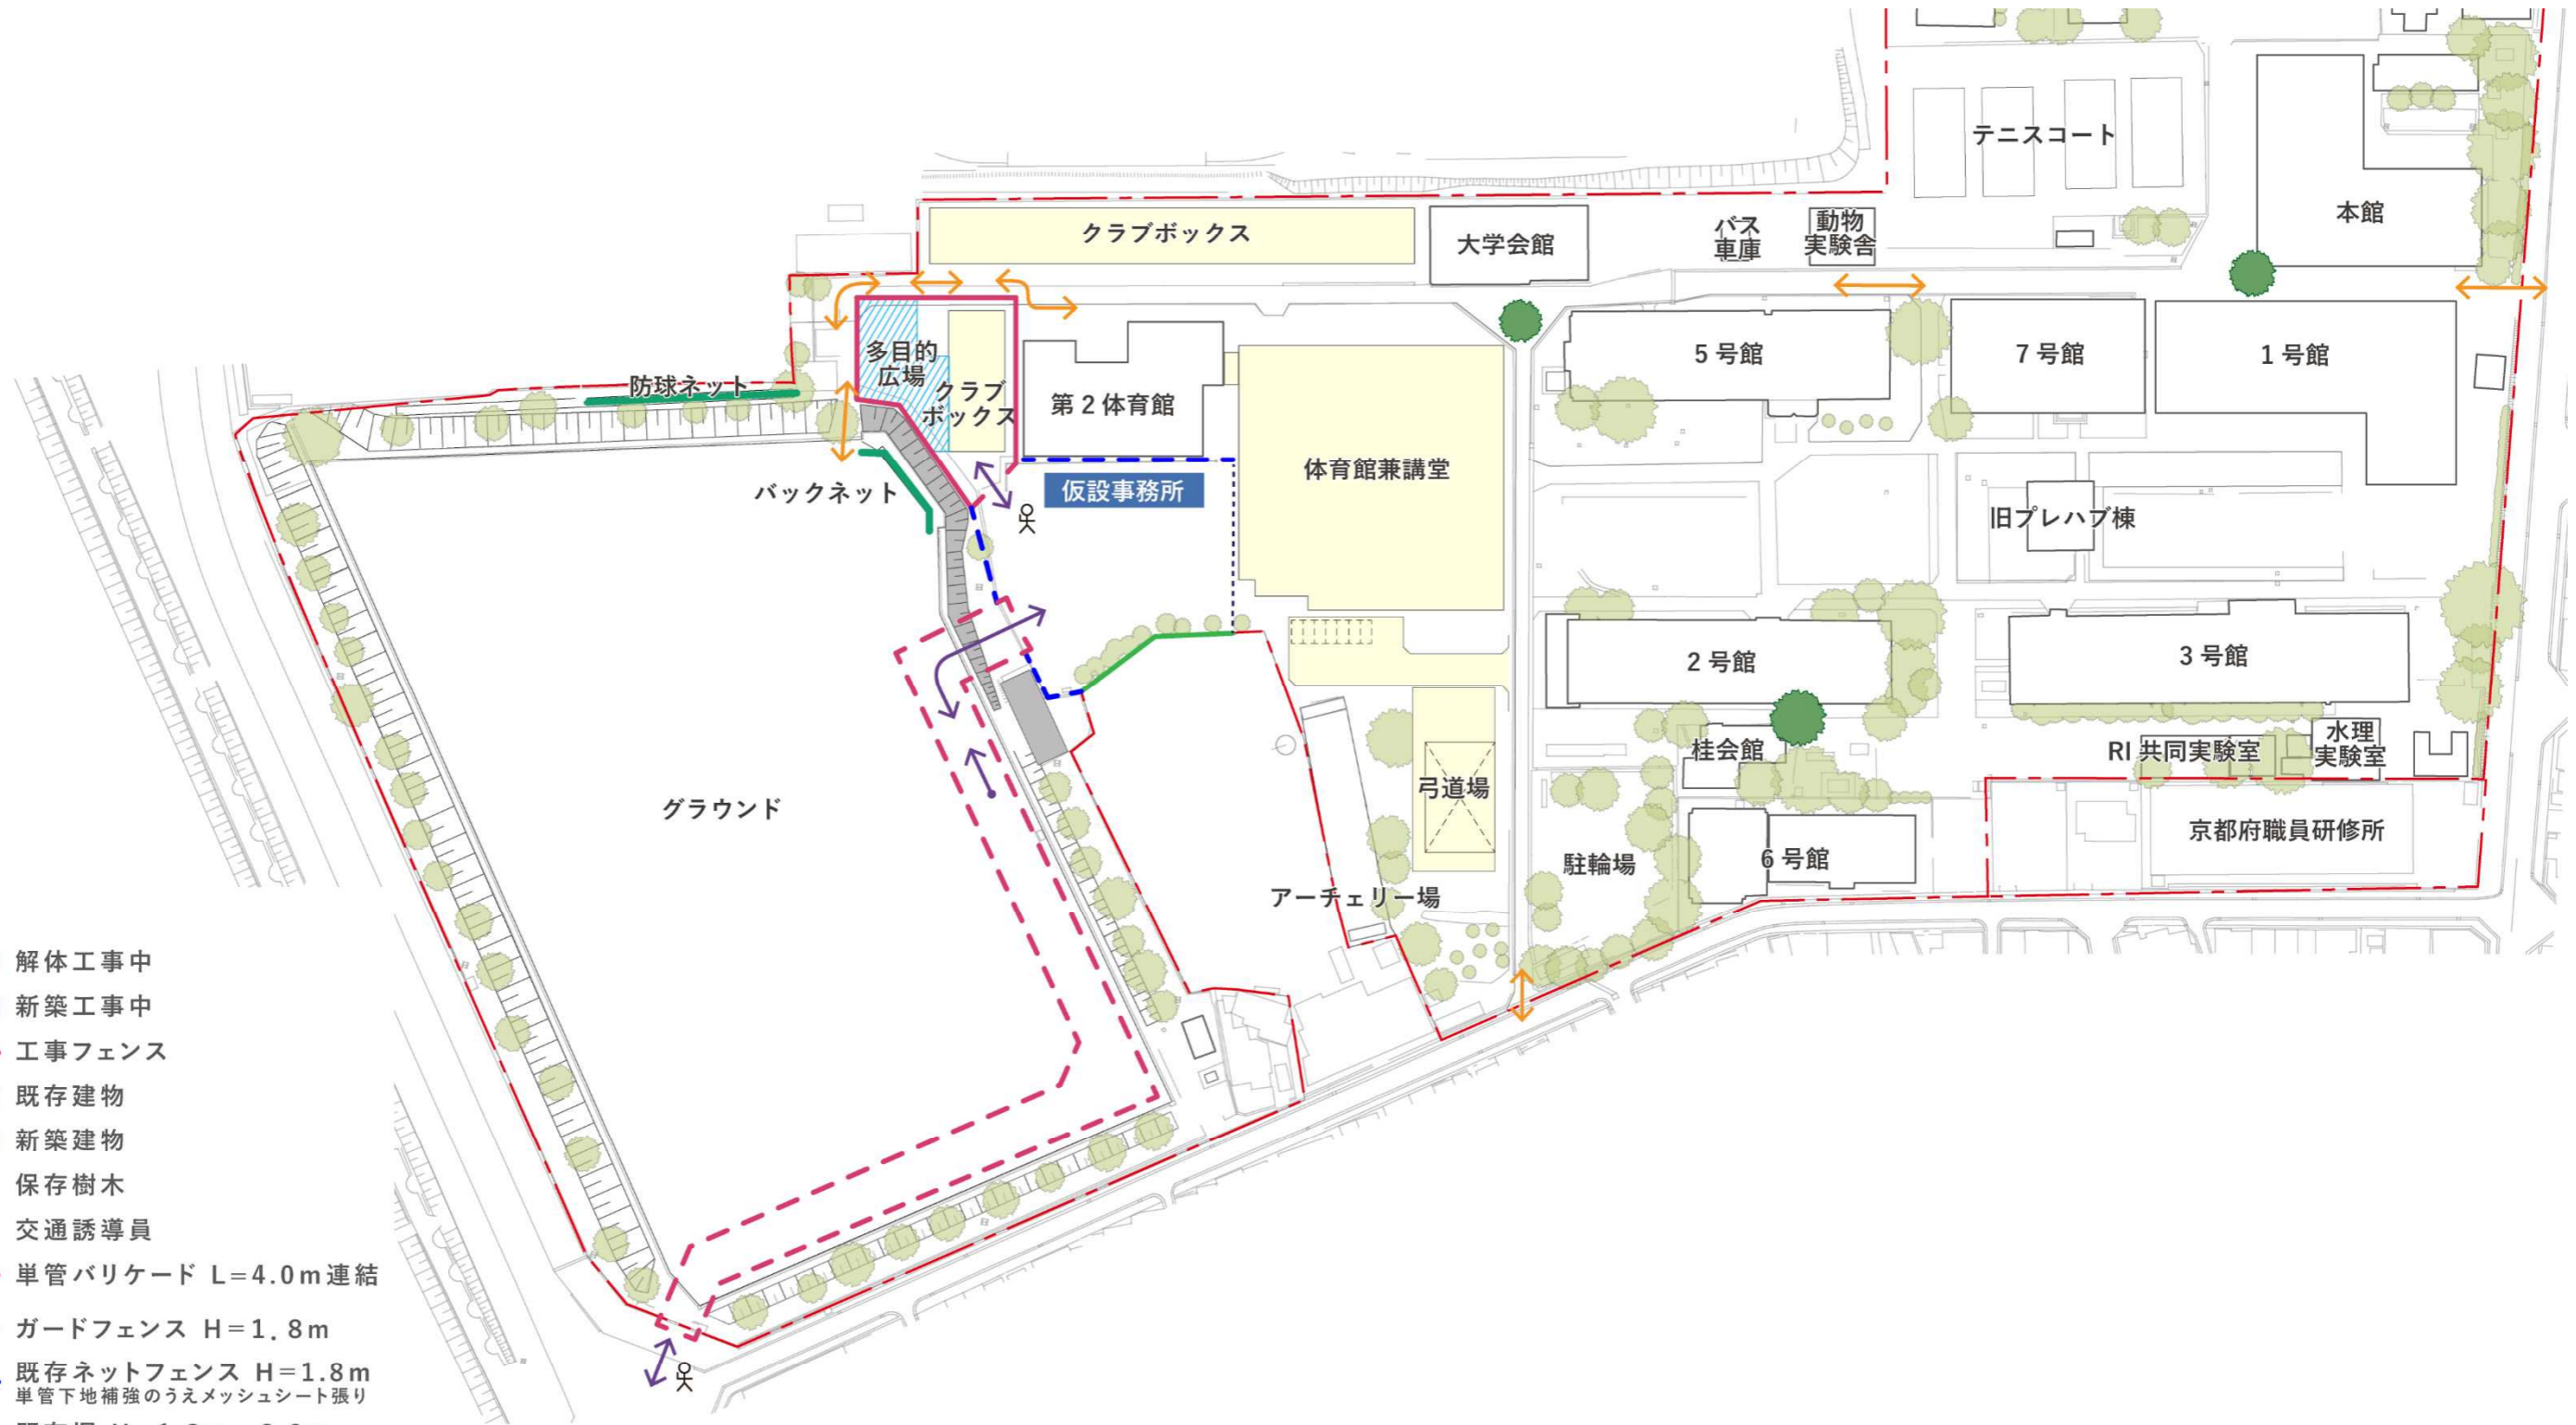 テニスコート
本館
クラブボックス
大学会館
バス
車庫
動物
実験舎
多目的
広場
クラブ
ボックス
第2体育館
5号館
7号館
1号館
防球ネット
バックネット
仮設事務所
体育館兼講堂
旧プレハブ棟
2号館
3号館
桂会館
RI共同実験室
水理
実験室
グラウンド
弓道場
アーチェリー場
駐輪場
6号館
京都府職員研修所
解体工事中
新築工事中
工事フェンス
既存建物
新築建物
保存樹木
交通誘導員
単管バリケード L=4.0m連結
ガードフェンス H=1.8m
既存ネットフェンス H=1.8m
単管下地補強のうえメッシュシート張り